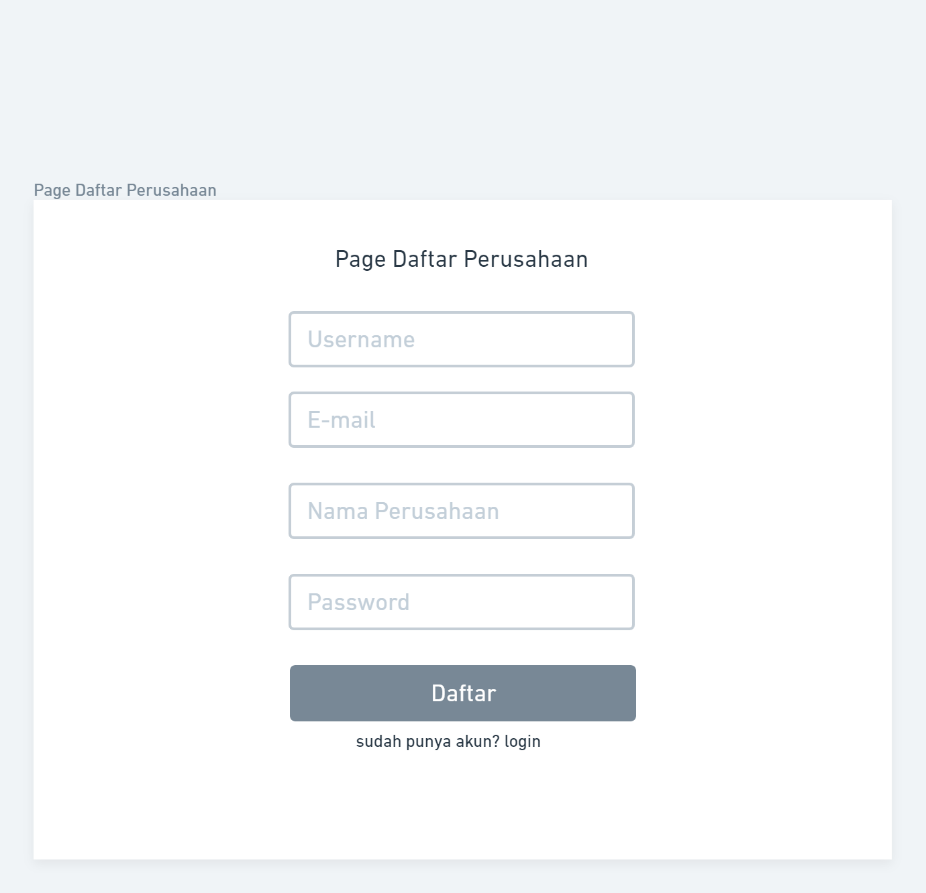 Page Daftar Perusahaan
Page Daftar Perusahaan
Username
E-mail
Nama Perusahaan
Password
Daftar
sudah punya akun? login